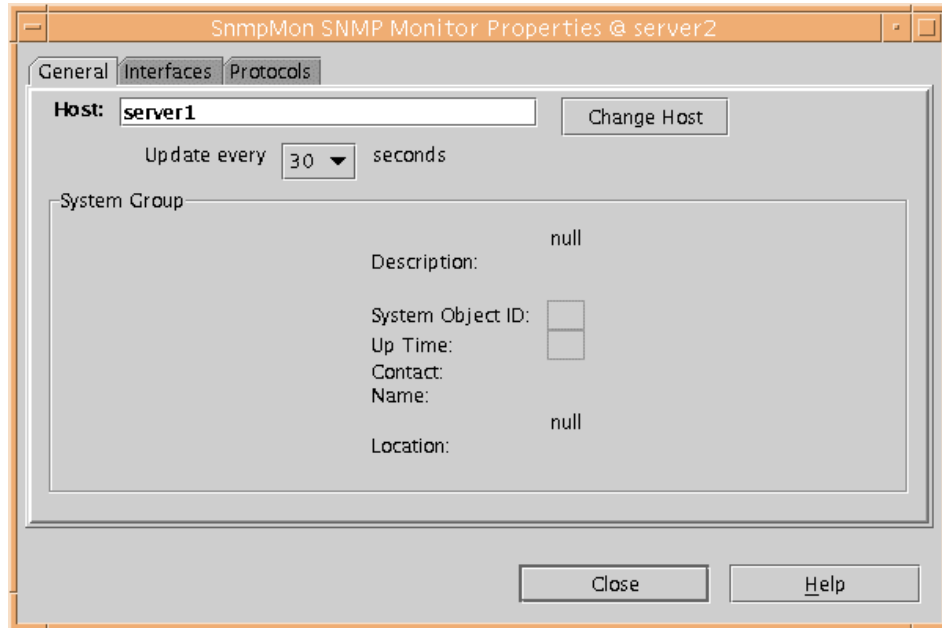 SnmpMon SNMP Monitor Properties @ server2
General Interfaces Protocols
Host: server1 Change Host
Update every 30 seconds
System Group
null
Description:
System Object ID:
Up Time:
Contact:
Name:
null
Location:
Close Help